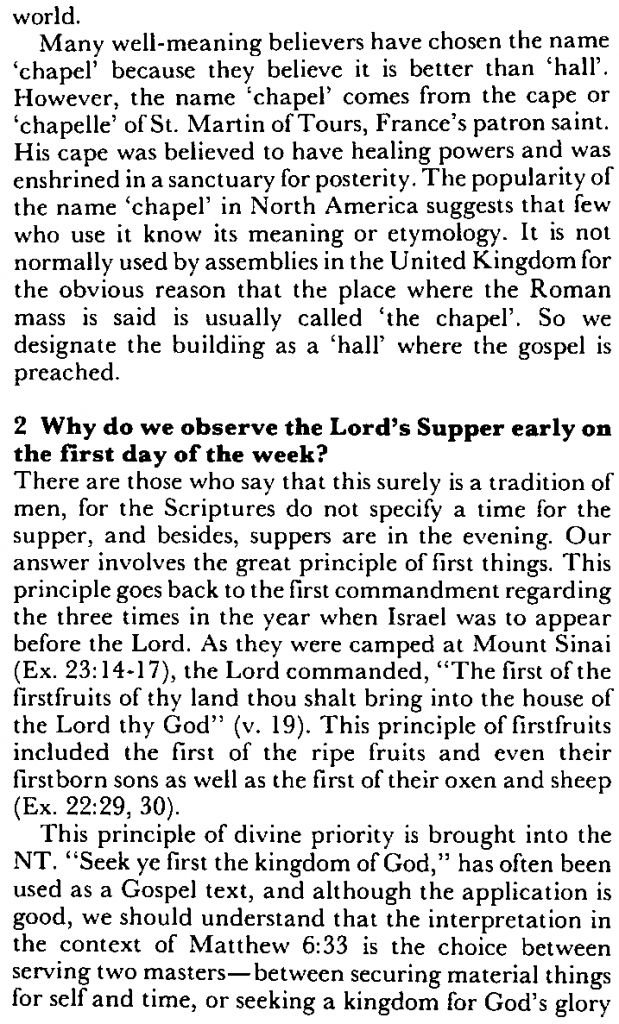 world.
Many well-meaning believers have chosen the name
‘chapel’ because they believe it is better than ‘hall’.
However, the name ‘chapel’ comes from the cape or
‘chapelle’ of St. Martin of Tours, France’s patron saint.
His cape was believed to have healing powers and was
enshrined in a sanctuary for posterity. The popularity of
the name ‘chapel’ in North America suggests that few
who use it know its meaning or etymology. It is not
normally used by assemblies in the United Kingdom for
the obvious reason that the place where the Roman
mass is said is usually called ‘the chapel’. So we
designate the building as a ‘hall’ where the gospel is
preached.
2 Why do we observe the Lord’s Supper early on
the first day of the week?
There are those who say that this surely is a tradition of
men, for the Scriptures do not specify a time for the
supper, and besides, suppers are in the evening. Our
answer involves the great principle of first things. This
principle goes back to the first commandment regarding
the three times in the year when Israel was to appear
before the Lord. As they were camped at Mount Sinai
(Ex. 23:14-17), the Lord commanded, “The first of the
firstfruits of thy land thou shalt bring into the house of
the Lord thy God” (v. 19). This principle of firstfruits
included the first of the ripe fruits and even their
firstborn sons as well as the first of their oxen and sheep
(Ex. 22:29, 30).
This principle of divine priority is brought into the
NT. “Seek ye first the kingdom of God,” has often been
used as a Gospel text, and although the application is
good, we should understand that the interpretation in
the context of Matthew 6:33 is the choice between
serving two masters—between securing material things
for self and time, or seeking a kingdom for God’s glory